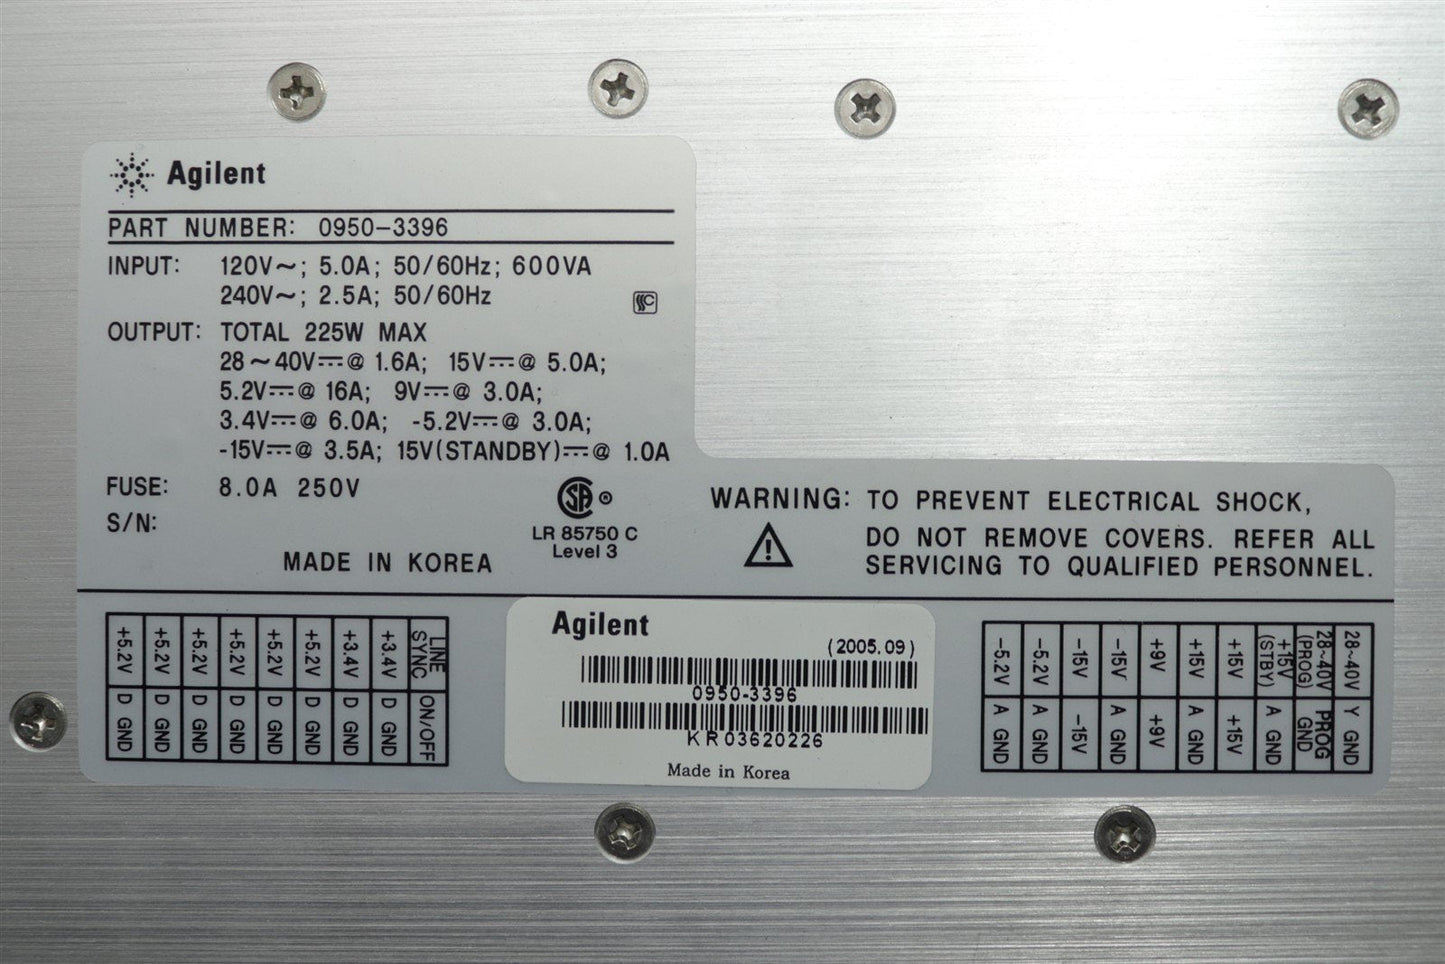 Agilent
PART NUMBER: 0950-3396
INPUT: 120V~; 5.0A; 50/60Hz; 600VA
240V~; 2.5A; 50/60Hz
OUTPUT: TOTAL 225W MAX
28~40V⎓@ 1.6A; 15V⎓@ 5.0A;
5.2V⎓@ 16A; 9V⎓@ 3.0A;
3.4V⎓@ 6.0A; -5.2V⎓@ 3.0A;
-15V⎓@ 3.5A; 15V(STANDBY)⎓@ 1.0A
FUSE: 8.0A 250V
S/N:
MADE IN KOREA
LR 85750 C
Level 3
WARNING: TO PREVENT ELECTRICAL SHOCK,
DO NOT REMOVE COVERS. REFER ALL
SERVICING TO QUALIFIED PERSONNEL.
+5.2V +5.2V +5.2V +5.2V +5.2V +5.2V +3.4V +3.4V LINE SYNC
D GND D GND D GND D GND D GND D GND D GND D GND ON/OFF
Agilent
(2005.09)
0950-3396
KR03620226
Made in Korea
-5.2V -5.2V -15V -15V +9V +15V +15V +15V (STBY) 28~40V (PROG) 28~40V
A GND A GND -15V A GND +9V A GND +15V A GND PROG GND Y GND